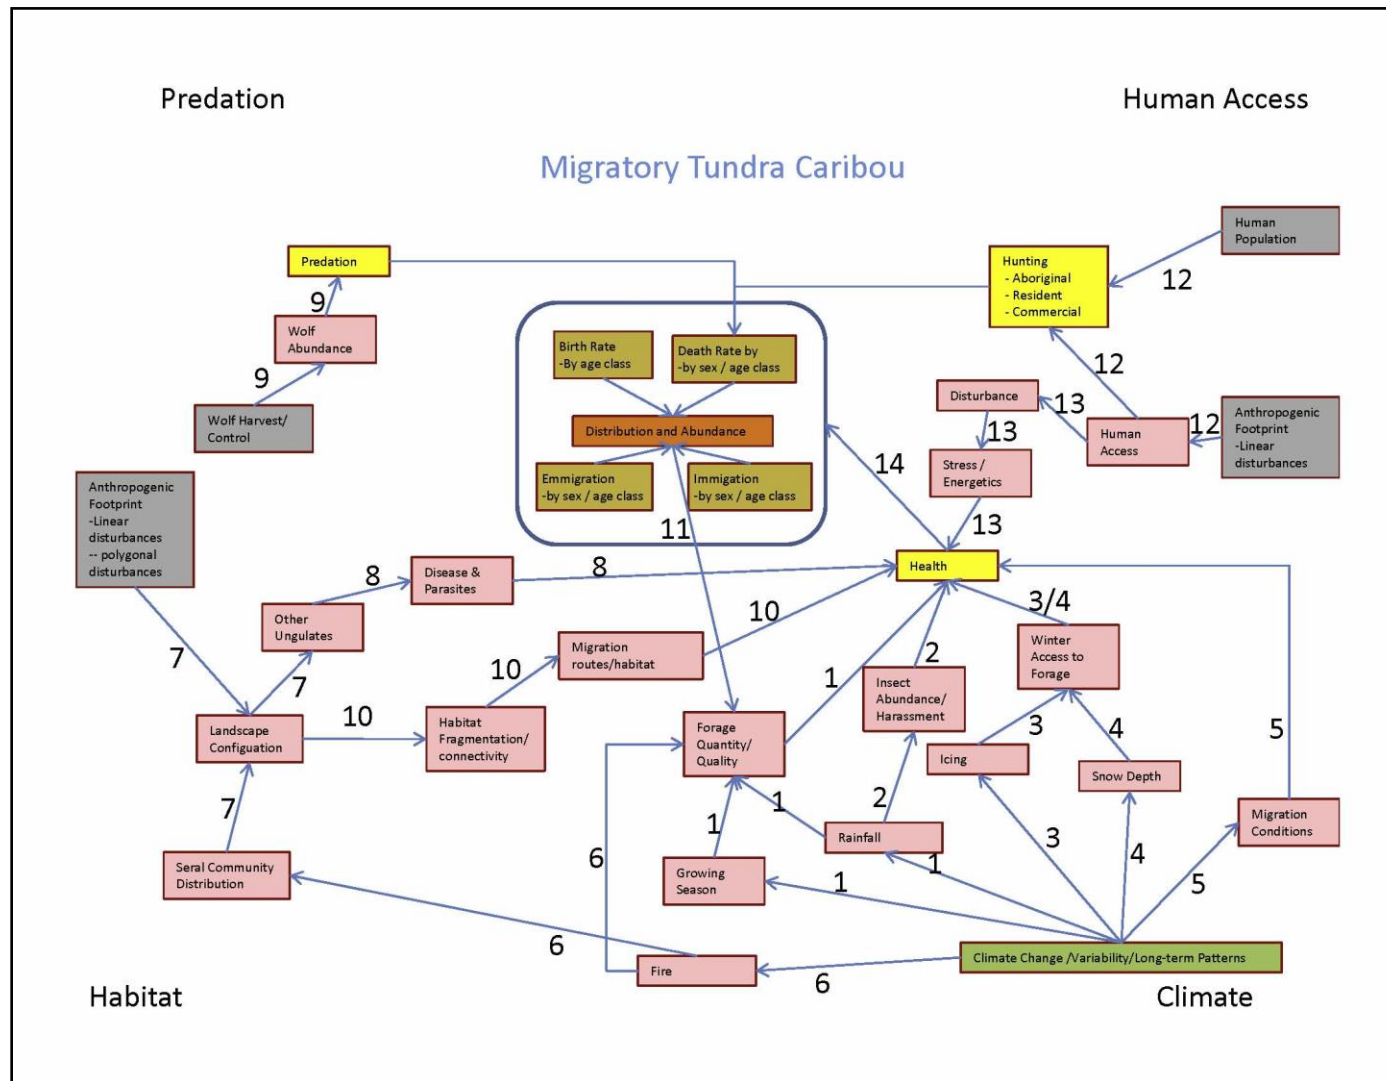 Predation
Human Access
Migratory Tundra Caribou
Human
Population
12
Predation
Hunting
- Aboriginal
- Resident
- Commercial
9
Wolf
Abundance
9
Wolf Harvest/
Control
Birth Rate
-By age class
Death Rate by
-by sex / age class
Distribution and Abundance
Emmigration
-by sex / age class
Immigation
-by sex / age class
12
Disturbance
13
Human
Access
12
Anthropogenic
Footprint
-Linear
disturbances
13
Stress /
Energetics
13
14
Health
Anthropogenic
Footprint
-Linear
disturbances
-- polygonal
disturbances
11
8
Disease &
Parasites
8
Other
Ungulates
7
7
10
Migration
routes/habitat
10
Landscape
Configuation
10
Habitat
Fragmentation/
connectivity
1
2
3/4
Winter
Access to
Forage
Insect
Abundance/
Harassment
Forage
Quantity/
Quality
3
4
5
Icing
Snow Depth
Migration
Conditions
7
Seral Community
Distribution
6
1
1
2
Rainfall
3
4
5
Growing
Season
1
1
6
Fire
6
Climate Change /Variability/Long-term Patterns
Habitat
Climate